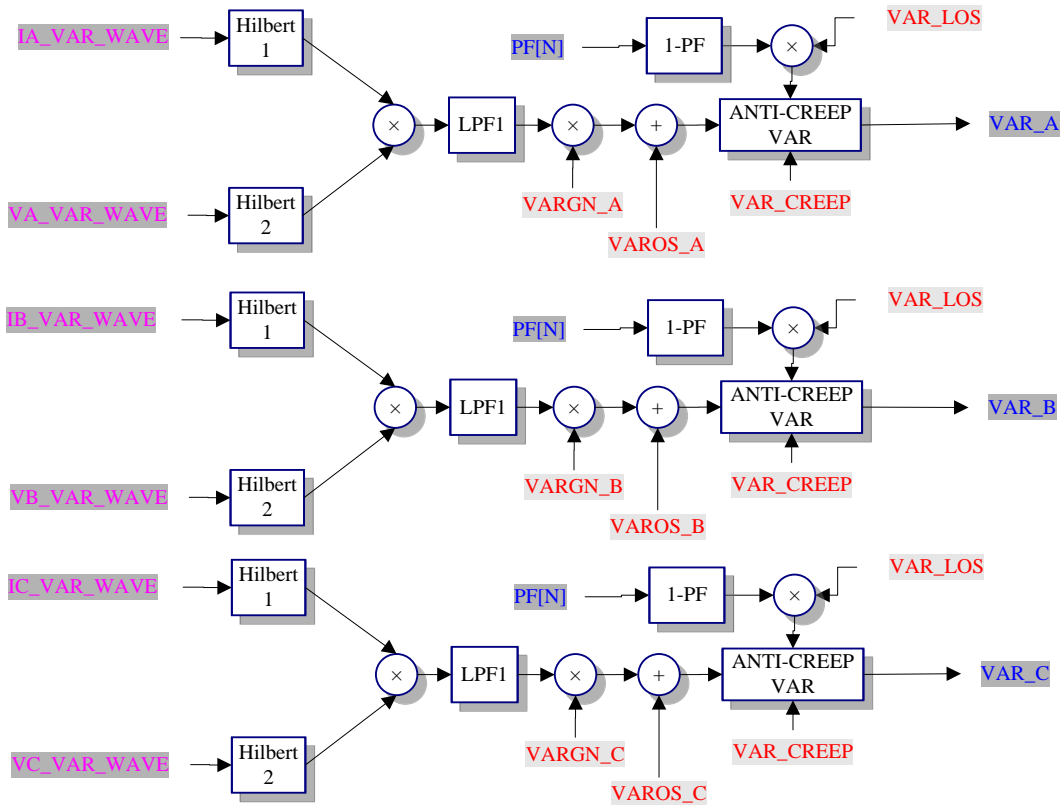 IA_VAR_WAVE
Hilbert
1
PF[N]
1-PF
×
VAR_LOS
×
LPF1
×
+
ANTI-CREEP
VAR
VAR_A
VA_VAR_WAVE
Hilbert
2
VARGN_A
VAROS_A
VAR_CREEP
IB_VAR_WAVE
Hilbert
1
PF[N]
1-PF
×
VAR_LOS
×
LPF1
×
+
ANTI-CREEP
VAR
VAR_B
VB_VAR_WAVE
Hilbert
2
VARGN_B
VAROS_B
VAR_CREEP
IC_VAR_WAVE
Hilbert
1
PF[N]
1-PF
×
VAR_LOS
×
LPF1
×
+
ANTI-CREEP
VAR
VAR_C
VC_VAR_WAVE
Hilbert
2
VARGN_C
VAROS_C
VAR_CREEP